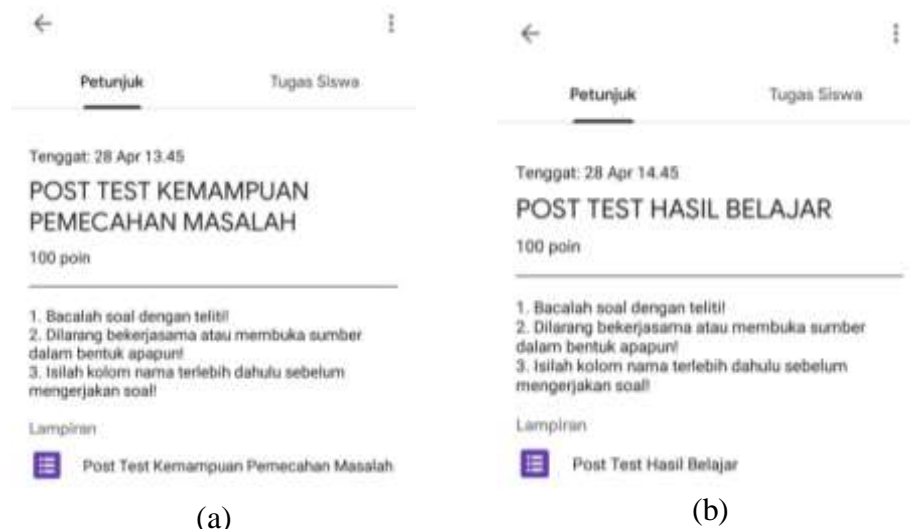 Petunjuk
Tugas Siswa
Tenggat: 28 Apr 13.45
POST TEST KEMAMPUAN
PEMECAHAN MASALAH
100 poin
1. Bacalah soal dengan teliti!
2. Dilarang bekerjasama atau membuka sumber
dalam bentuk apapun!
3. Isilah kolom nama terlebih dahulu sebelum
mengerjakan soal!
Lampiran
Post Test Kemampuan Pemecahan Masalah
(a)
Petunjuk
Tugas Siswa
Tenggat: 28 Apr 14.45
POST TEST HASIL BELAJAR
100 poin
1. Bacalah soal dengan teliti!
2. Dilarang bekerjasama atau membuka sumber
dalam bentuk apapun!
3. Isilah kolom nama terlebih dahulu sebelum
mengerjakan soal!
Lampiran
Post Test Hasil Belajar
(b)